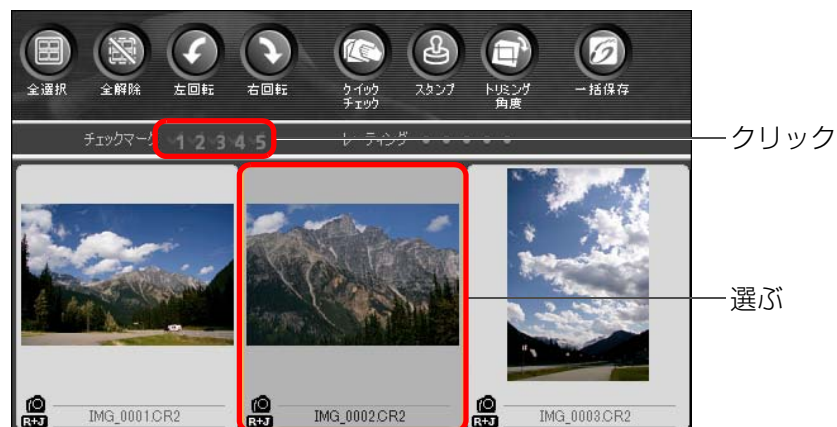 全選択
全解除
左回転
右回転
クイック
チェック
スタンプ
トリミング
角度
一括保存
チェックマーク 1 2 3 4 5
レーティング
クリック
選ぶ
R+J
IMG_0001.CR2
R+J
IMG_0002.CR2
R+J
IMG_0003.CR2